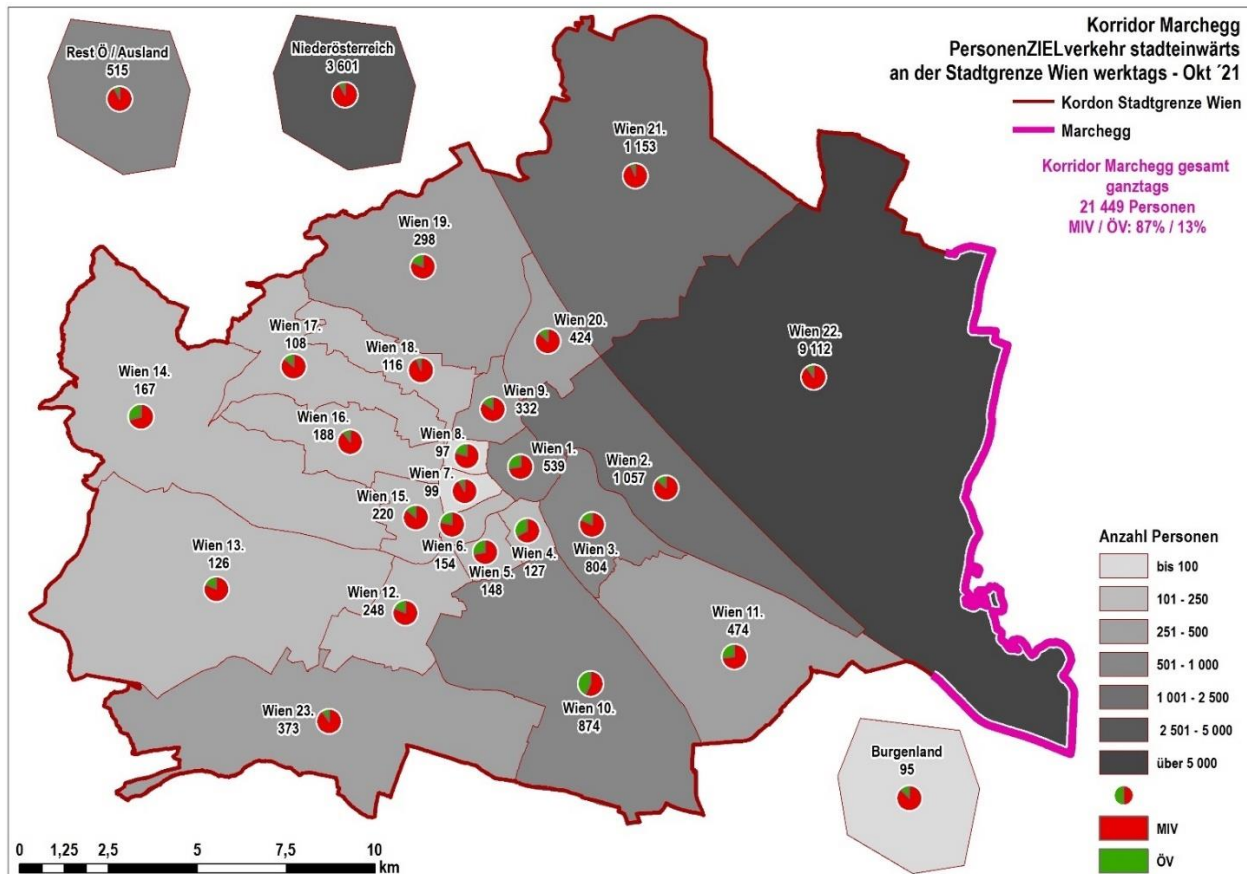 Korridor Marchegg
PersonenZIELverkehr stadteinwärts
an der Stadtgrenze Wien werktags - Okt ´21
Kordon Stadtgrenze Wien
Marchegg
Korridor Marchegg gesamt
ganztags
21 449 Personen
MIV / ÖV: 87% / 13%
Rest Ö / Ausland
515
Niederösterreich
3 601
Wien 21.
1 153
Wien 19.
298
Wien 20.
424
Wien 22.
9 112
Wien 17.
108
Wien 18.
116
Wien 14.
167
Wien 9.
332
Wien 16.
188
Wien 8.
97
Wien 1.
539
Wien 2.
1 057
Wien 7.
99
Wien 15.
220
Wien 6.
154
Wien 5.
148
Wien 4.
127
Wien 3.
804
Wien 13.
126
Wien 12.
248
Wien 11.
474
Wien 10.
874
Wien 23.
373
Burgenland
95
Anzahl Personen
bis 100
101 - 250
251 - 500
501 - 1 000
1 001 - 2 500
2 501 - 5 000
über 5 000
MIV
ÖV
0 1,25 2,5 5 7,5 10
km